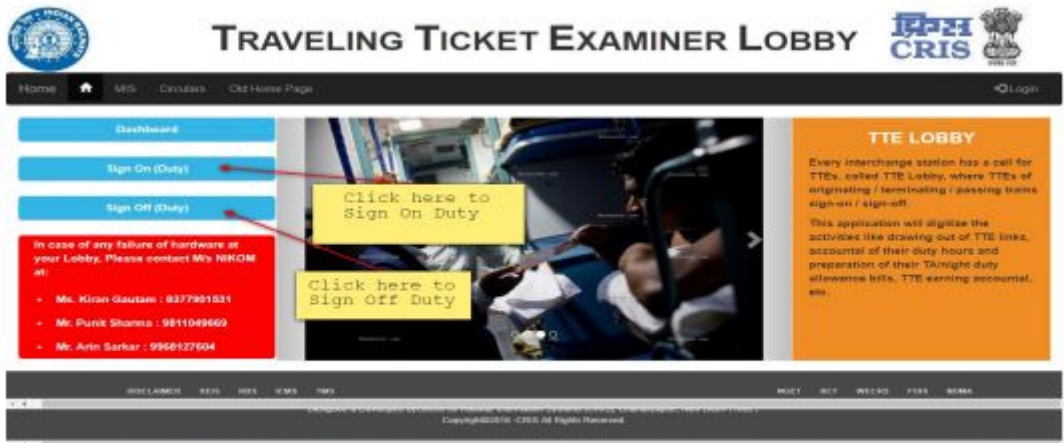 TRAVELING TICKET EXAMINER LOBBY
क्रिस
CRIS
Home MIS Circulars Old Home Page Login
Dashboard
Sign On (Duty)
Sign Off (Duty)
In case of any failure of hardware at
your Lobby, Please contact M/s NIKOM
at:
Ms. Kiran Gautam : 8377901531
Mr. Punit Sharma : 9811049669
Mr. Arin Sarkar : 9968127604
Click here to
Sign On Duty
Click here to
Sign Off Duty
TTE LOBBY
Every interchange station has a cell for
TTEs, called TTE Lobby, where TTEs of
originating / terminating / passing trains
sign-on / sign-off.
This application will digitize the
activities like drawing out of TTE links,
accountal of their duty hours and
preparation of their TA/night duty
allowance bills, TTE earning accountal,
etc.
DISCLAIMER ICMS NGET WEEKS FOIS
Copyright©2016 -CRIS All Rights Reserved.